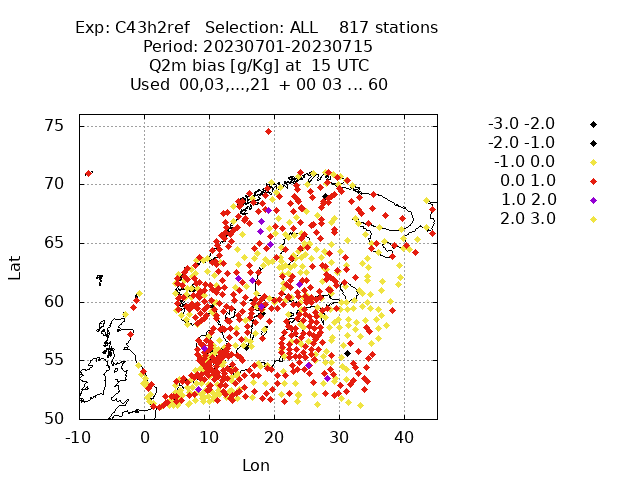 Exp: C43h2ref   Selection: ALL    817 stations
Period: 20230701-20230715
Q2m bias [g/Kg] at  15 UTC
Used  00,03,...,21  + 00 03 ... 60
-3.0 -2.0
-2.0 -1.0
-1.0 0.0
0.0 1.0
1.0 2.0
2.0 3.0
75
70
65
60
55
50
Lat
-10 0 10 20 30 40
Lon